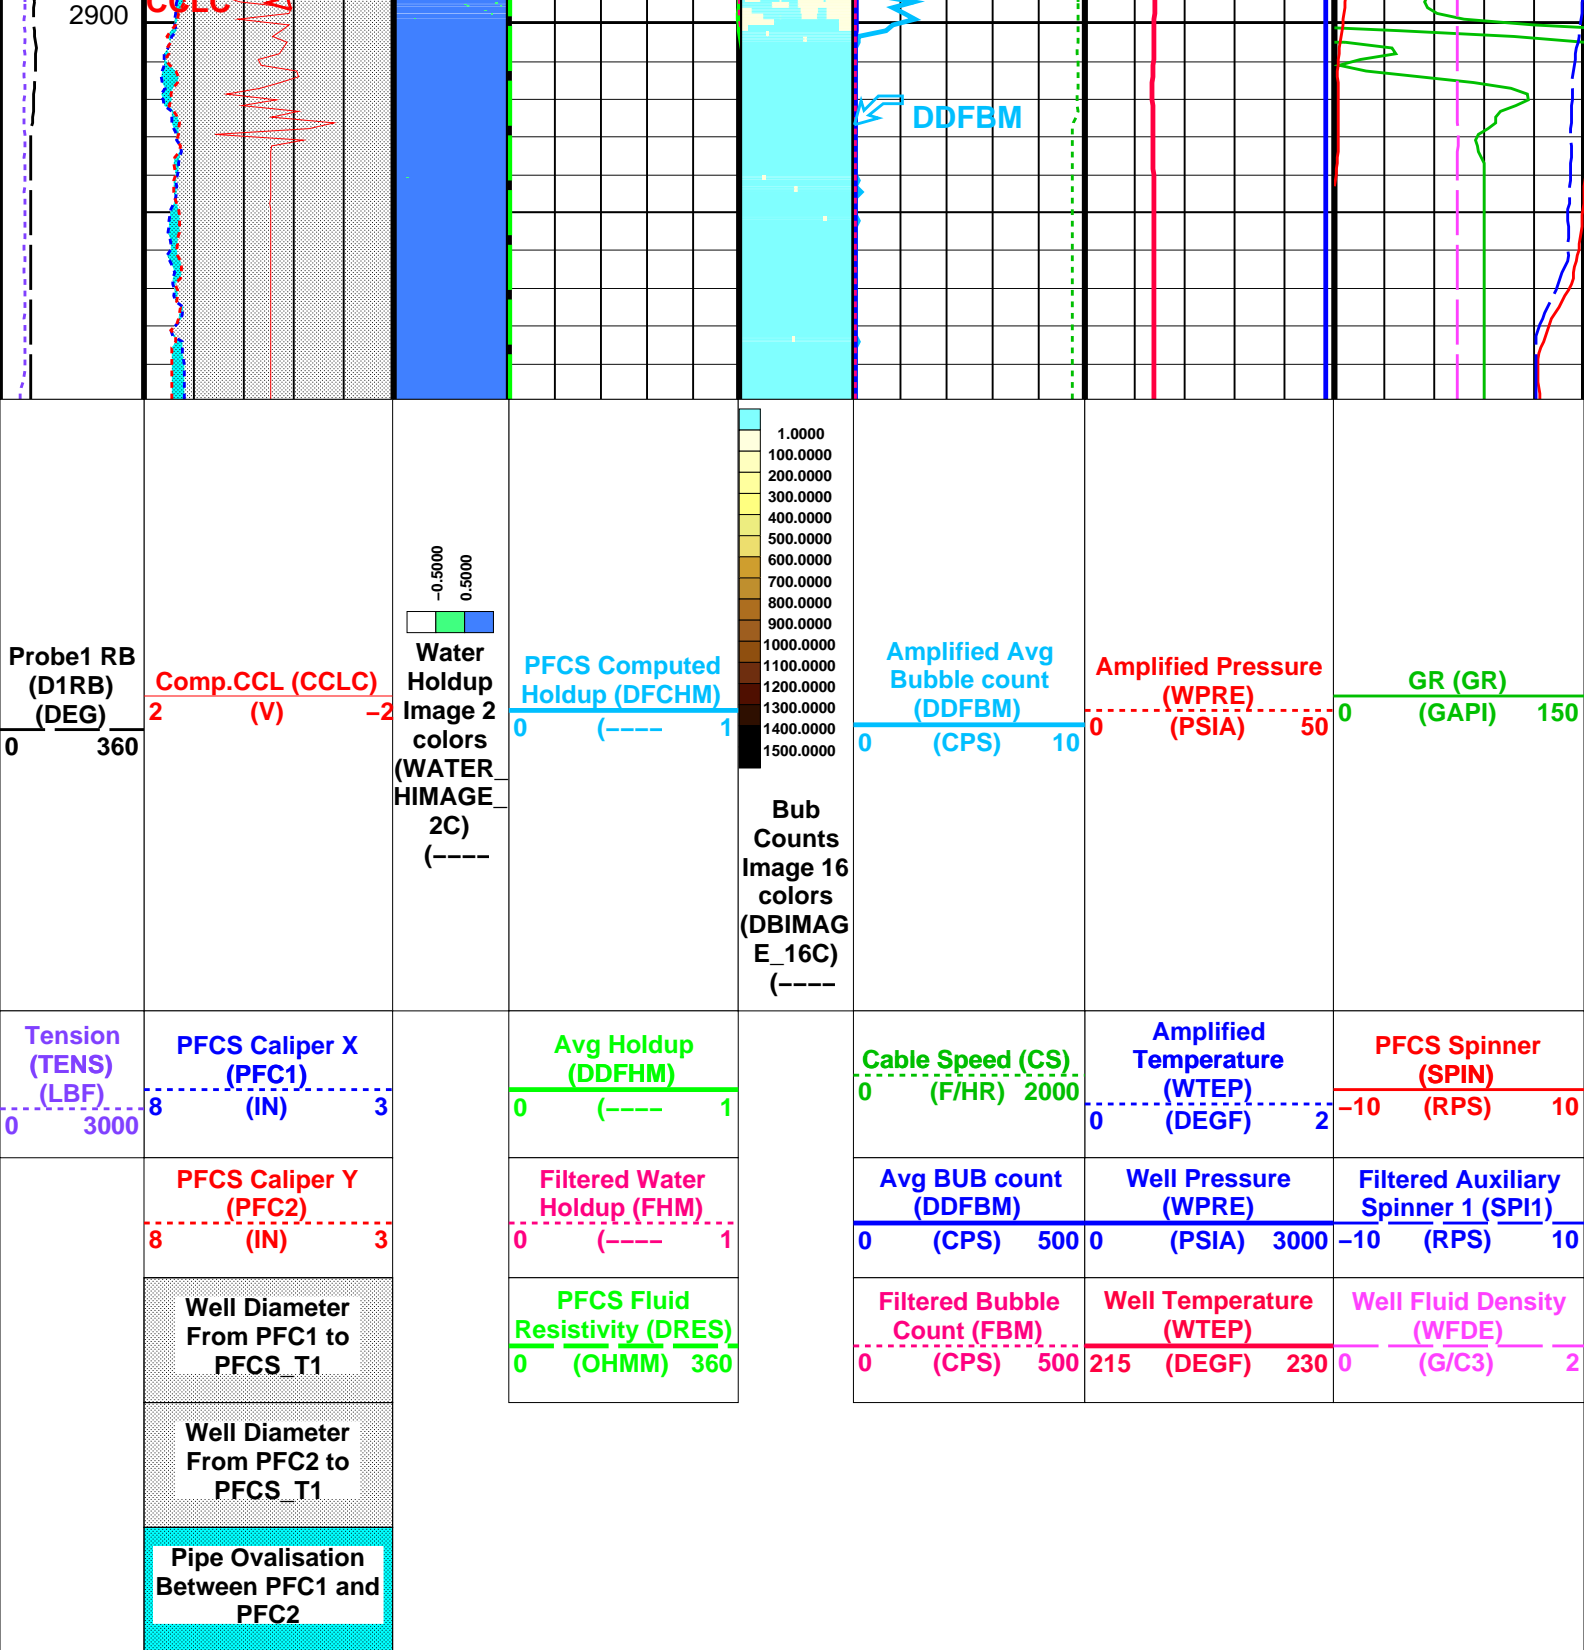 CCLC
2900
DDFBM
1.0000
100.0000
200.0000
300.0000
400.0000
500.0000
600.0000
700.0000
800.0000
900.0000
1000.0000
1100.0000
1200.0000
1300.0000
1400.0000
1500.0000
−0.5000
0.5000
Probe1 RB
(D1RB)
(DEG)
0 360
Comp.CCL (CCLC)
2 (V) −2
Water
Holdup
Image 2
colors
(WATER_
HIMAGE_
2C)
(−−−−
PFCS Computed
Holdup (DFCHM)
0 (−−−− 1
Bub
Counts
Image 16
colors
(DBIMAG
E_16C)
(−−−−
Amplified Avg
Bubble count
(DDFBM)
0 (CPS) 10
Amplified Pressure
(WPRE)
0 (PSIA) 50
GR (GR)
0 (GAPI) 150
Tension
(TENS)
(LBF)
0 3000
PFCS Caliper X
(PFC1)
8 (IN) 3
Avg Holdup
(DDFHM)
0 (−−−− 1
Cable Speed (CS)
0 (F/HR) 2000
Amplified
Temperature
(WTEP)
0 (DEGF) 2
PFCS Spinner
(SPIN)
−10 (RPS) 10
PFCS Caliper Y
(PFC2)
8 (IN) 3
Filtered Water
Holdup (FHM)
0 (−−−− 1
Avg BUB count
(DDFBM)
0 (CPS) 500
Well Pressure
(WPRE)
0 (PSIA) 3000
Filtered Auxiliary
Spinner 1 (SPI1)
−10 (RPS) 10
Well Diameter
From PFC1 to
PFCS_T1
PFCS Fluid
Resistivity (DRES)
0 (OHMM) 360
Filtered Bubble
Count (FBM)
0 (CPS) 500
Well Temperature
(WTEP)
215 (DEGF) 230
Well Fluid Density
(WFDE)
0 (G/C3) 2
Well Diameter
From PFC2 to
PFCS_T1
Pipe Ovalisation
Between PFC1 and
PFC2